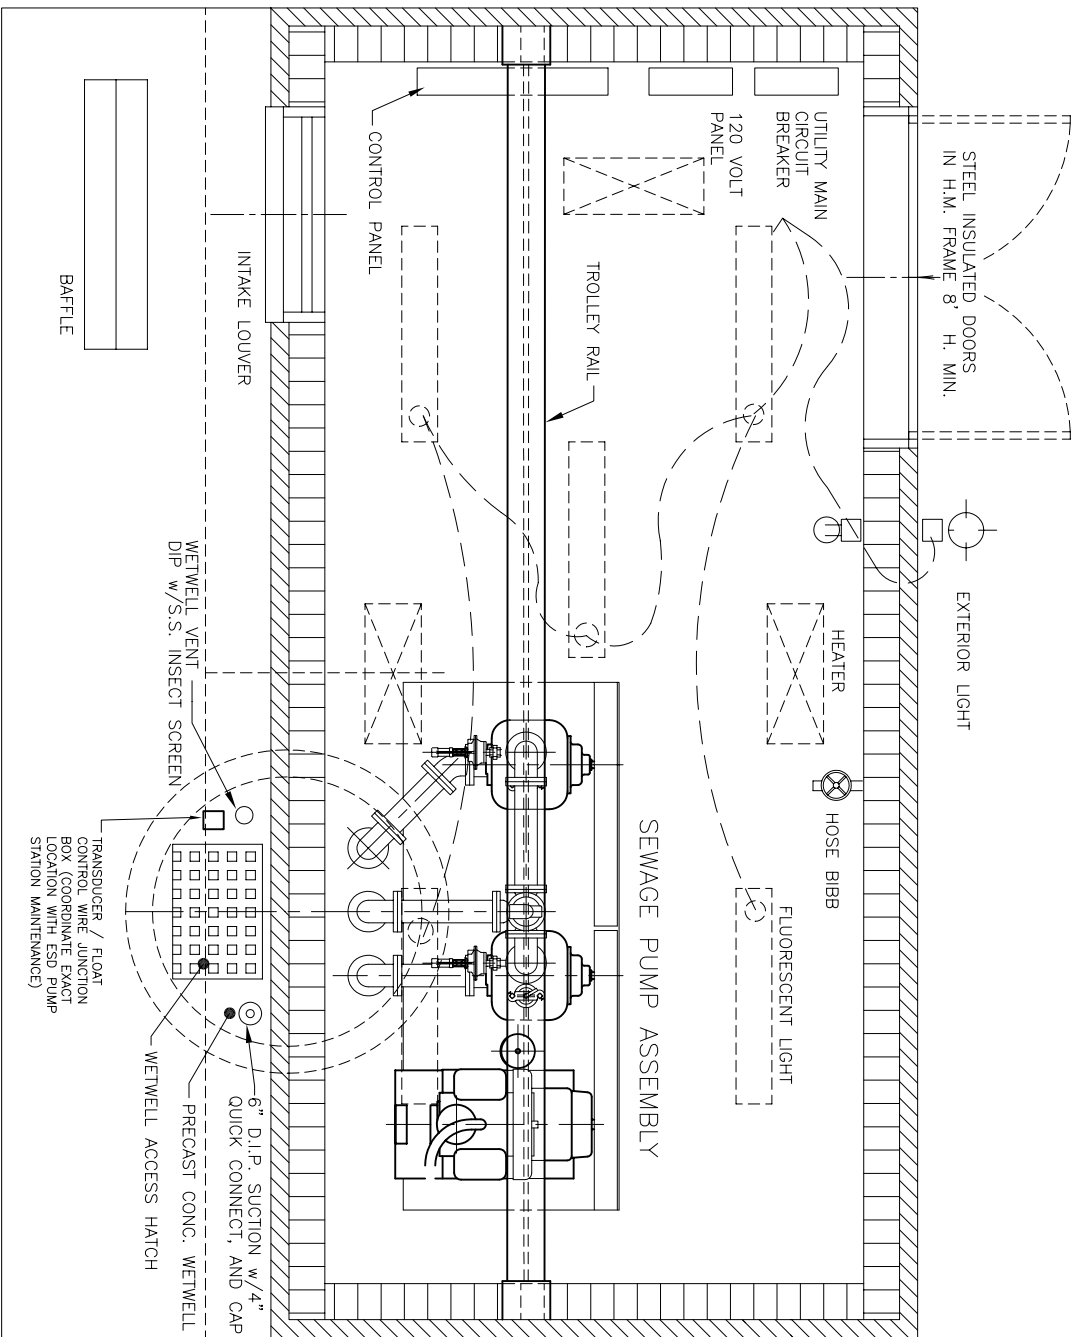 STEEL INSULATED DOORS
IN H.M. FRAME 8' H. MIN.
EXTERIOR LIGHT
UTILITY MAIN
CIRCUIT
BREAKER
120 VOLT
PANEL
HEATER
HOSE BIBB
FLUORESCENT LIGHT
TROLLEY RAIL
SEWAGE PUMP ASSEMBLY
CONTROL PANEL
INTAKE LOUVER
BAFFLE
WETWELL VENT
DIP w/S.S. INSECT SCREEN
TRANSDUCER / FLOAT
CONTROL WIRE JUNCTION
BOX (COORDINATE EXACT
LOCATION WITH ESD PUMP
STATION MAINTENANCE)
6" D.I.P. SUCTION w/4"
QUICK CONNECT, AND CAP
PRECAST CONC. WETWELL
WETWELL ACCESS HATCH